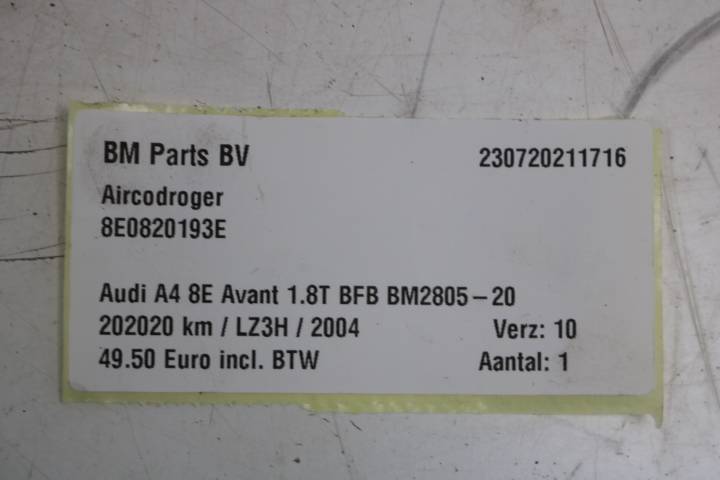 BM Parts BV 230720211716
Aircodroger
8E0820193E
Audi A4 8E Avant 1.8T BFB BM2805-20
202020 km / LZ3H / 2004 Verz: 10
49.50 Euro incl. BTW Aantal: 1